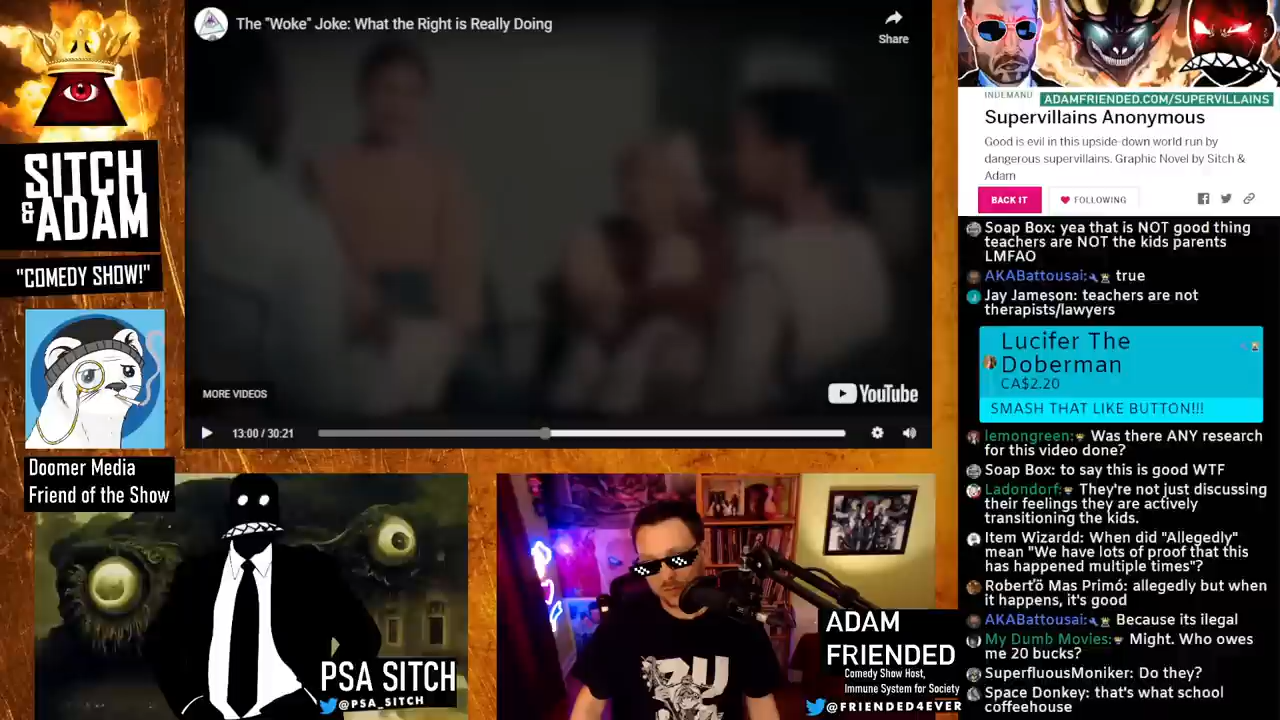 The "Woke" Joke: What the Right is Really Doing
Share
MORE VIDEOS
YouTube
13:00 / 30:21
SITCH
& ADAM
"COMEDY SHOW!"
Doomer Media
Friend of the Show
PSA SITCH
@PSA_SITCH
ADAM
FRIENDED
Comedy Show Host,
Immune System for Society
@FRIENDED4EVER
ADAMFRIENDED.COM/SUPERVILLAINS
Supervillains Anonymous
Good is evil in this upside-down world run by
dangerous supervillains. Graphic Novel by Sitch &
Adam
BACK IT
FOLLOWING
Soap Box: yea that is NOT good thing
teachers are NOT the kids parents
LMFAO
AKABattousai: true
Jay Jameson: teachers are not
therapists/lawyers
Lucifer The
Doberman
CA$2.20
SMASH THAT LIKE BUTTON!!!
lemongreen: Was there ANY research
for this video done?
Soap Box: to say this is good WTF
Ladondorf: They're not just discussing
their feelings they are actively
transitioning the kids.
Item Wizardd: When did "Allegedly"
mean "We have lots of proof that this
has happened multiple times"?
Robertö Mas Primó: allegedly but when
it happens, it's good
AKABattousai: Because its ilegal
My Dumb Movies: Might. Who owes
me 20 bucks?
SuperfluousMoniker: Do they?
Space Donkey: that's what school
coffeehouse